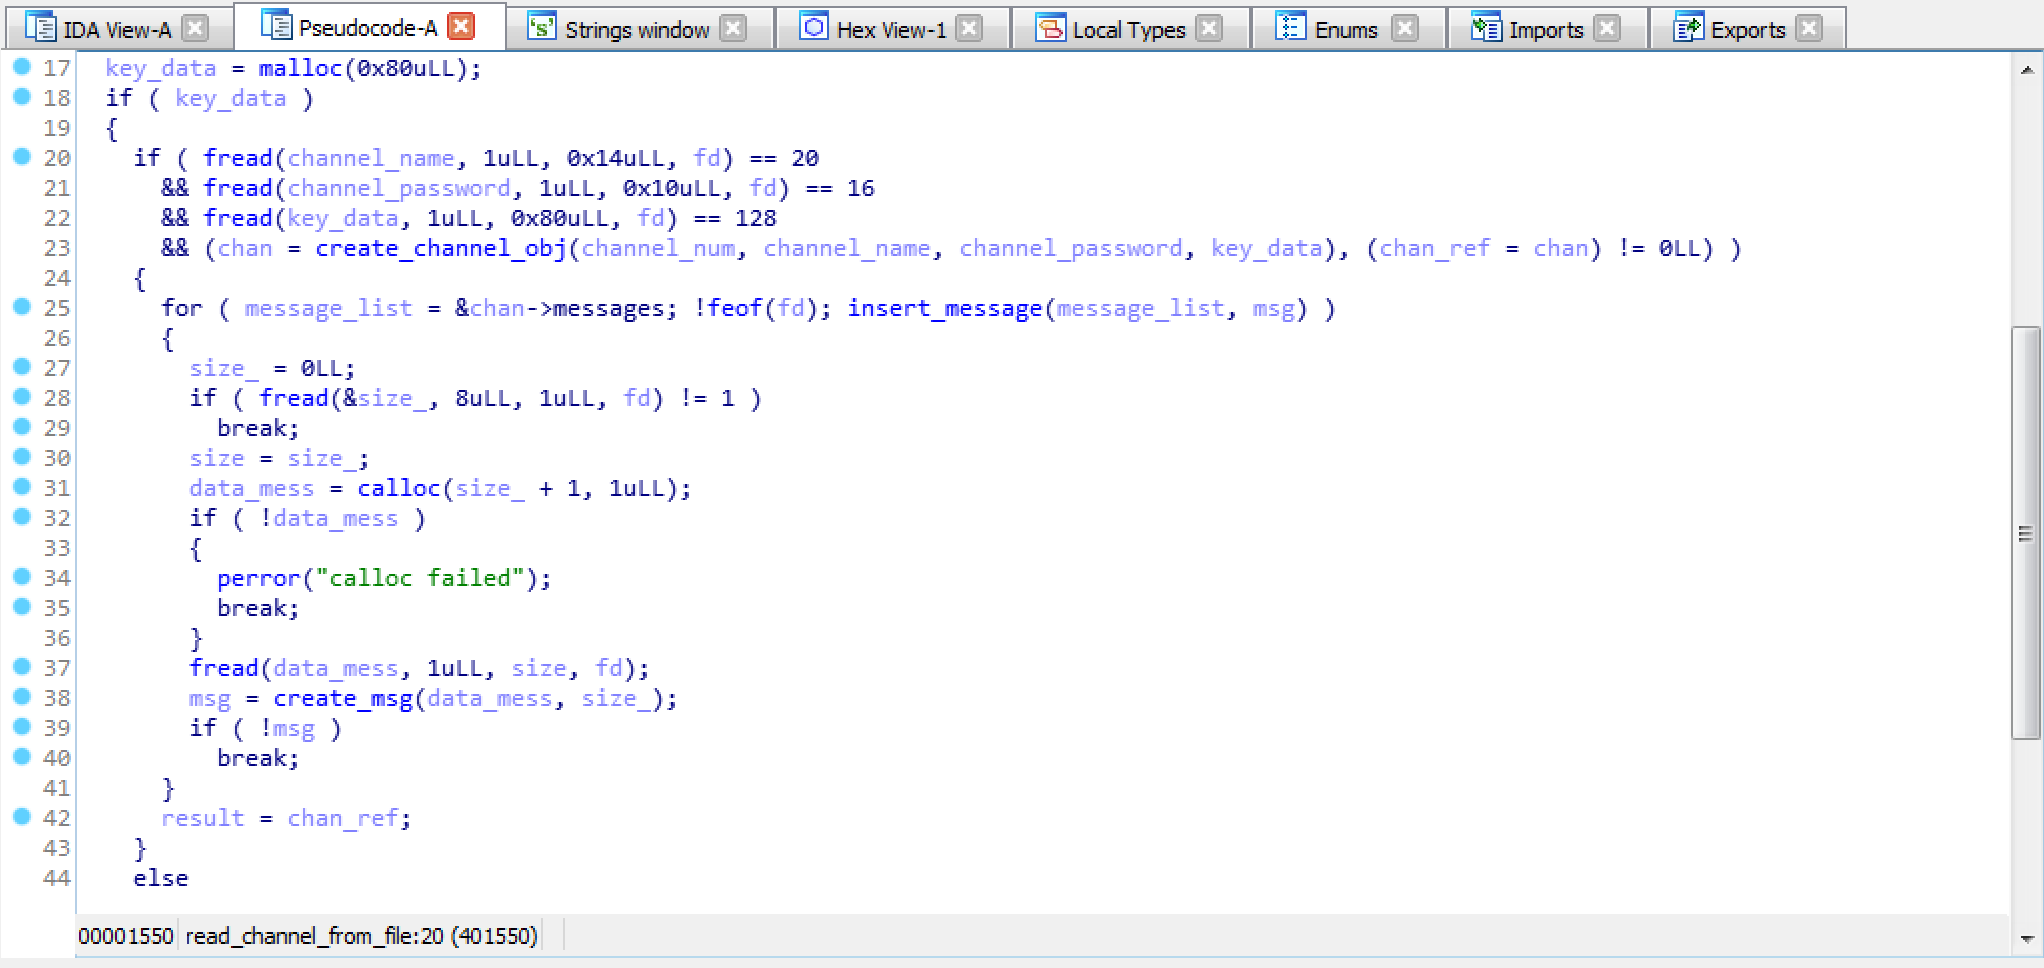 IDA View-A Pseudocode-A Strings window Hex View-1 Local Types Enums Imports Exports
17 key_data = malloc(0x80uLL);
18 if ( key_data )
19 {
20 if ( fread(channel_name, 1uLL, 0x14uLL, fd) == 20
21 && fread(channel_password, 1uLL, 0x10uLL, fd) == 16
22 && fread(key_data, 1uLL, 0x80uLL, fd) == 128
23 && (chan = create_channel_obj(channel_num, channel_name, channel_password, key_data), (chan_ref = chan) != 0LL) )
24 {
25 for ( message_list = &chan->messages; !feof(fd); insert_message(message_list, msg) )
26 {
27 size_ = 0LL;
28 if ( fread(&size_, 8uLL, 1uLL, fd) != 1 )
29 break;
30 size = size_;
31 data_mess = calloc(size_ + 1, 1uLL);
32 if ( !data_mess )
33 {
34 perror("calloc failed");
35 break;
36 }
37 fread(data_mess, 1uLL, size, fd);
38 msg = create_msg(data_mess, size_);
39 if ( !msg )
40 break;
41 }
42 result = chan_ref;
43 }
44 else
00001550 read_channel_from_file:20 (401550)